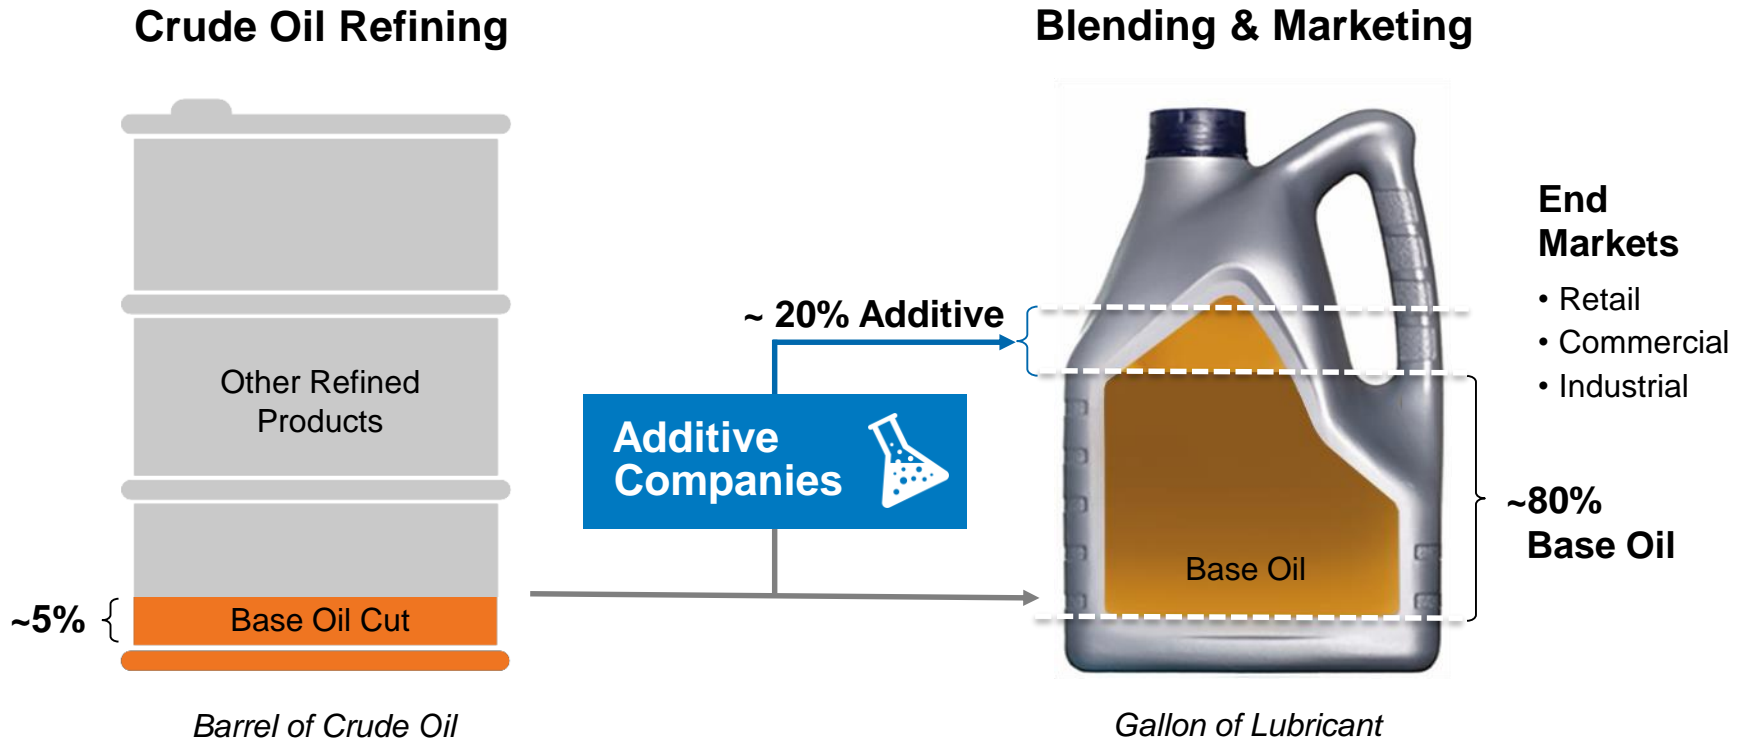 Crude Oil Refining
Blending & Marketing
End
Markets
• Retail
• Commercial
• Industrial
~ 20% Additive
Other Refined
Products
Additive
Companies
~80%
Base Oil
Base Oil
~5%
Base Oil Cut
Barrel of Crude Oil
Gallon of Lubricant